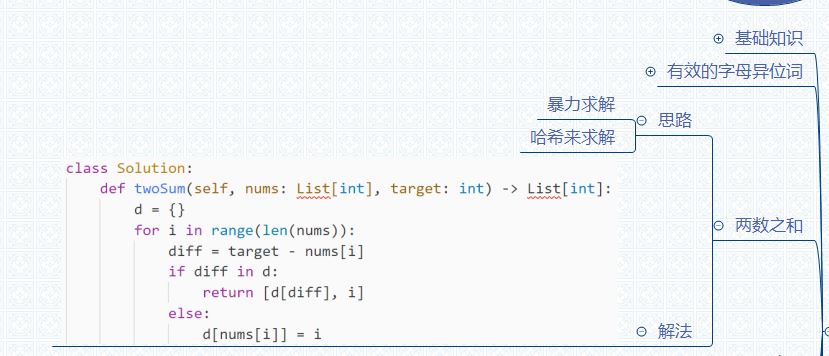 基础知识
有效的字母异位词
暴力求解
思路
哈希来求解
class Solution:
    def twoSum(self, nums: List[int], target: int) -> List[int]:
        d = {}
        for i in range(len(nums)):
            diff = target - nums[i]
            if diff in d:
                return [d[diff], i]
            else:
                d[nums[i]] = i
两数之和
解法